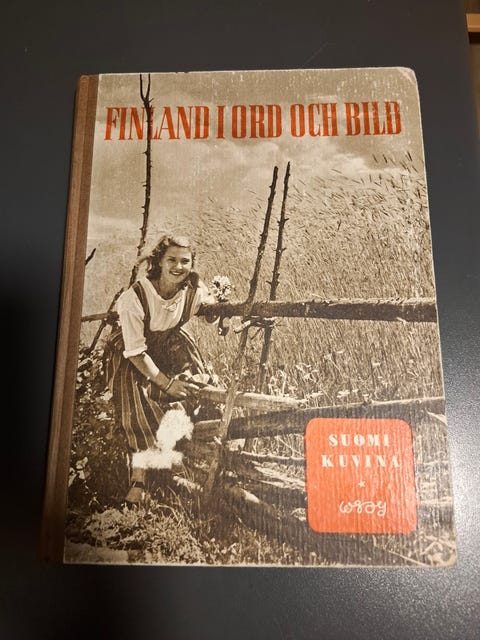 FINLAND I ORD OCH BILD
SUOMI
KUVINA
wsoy